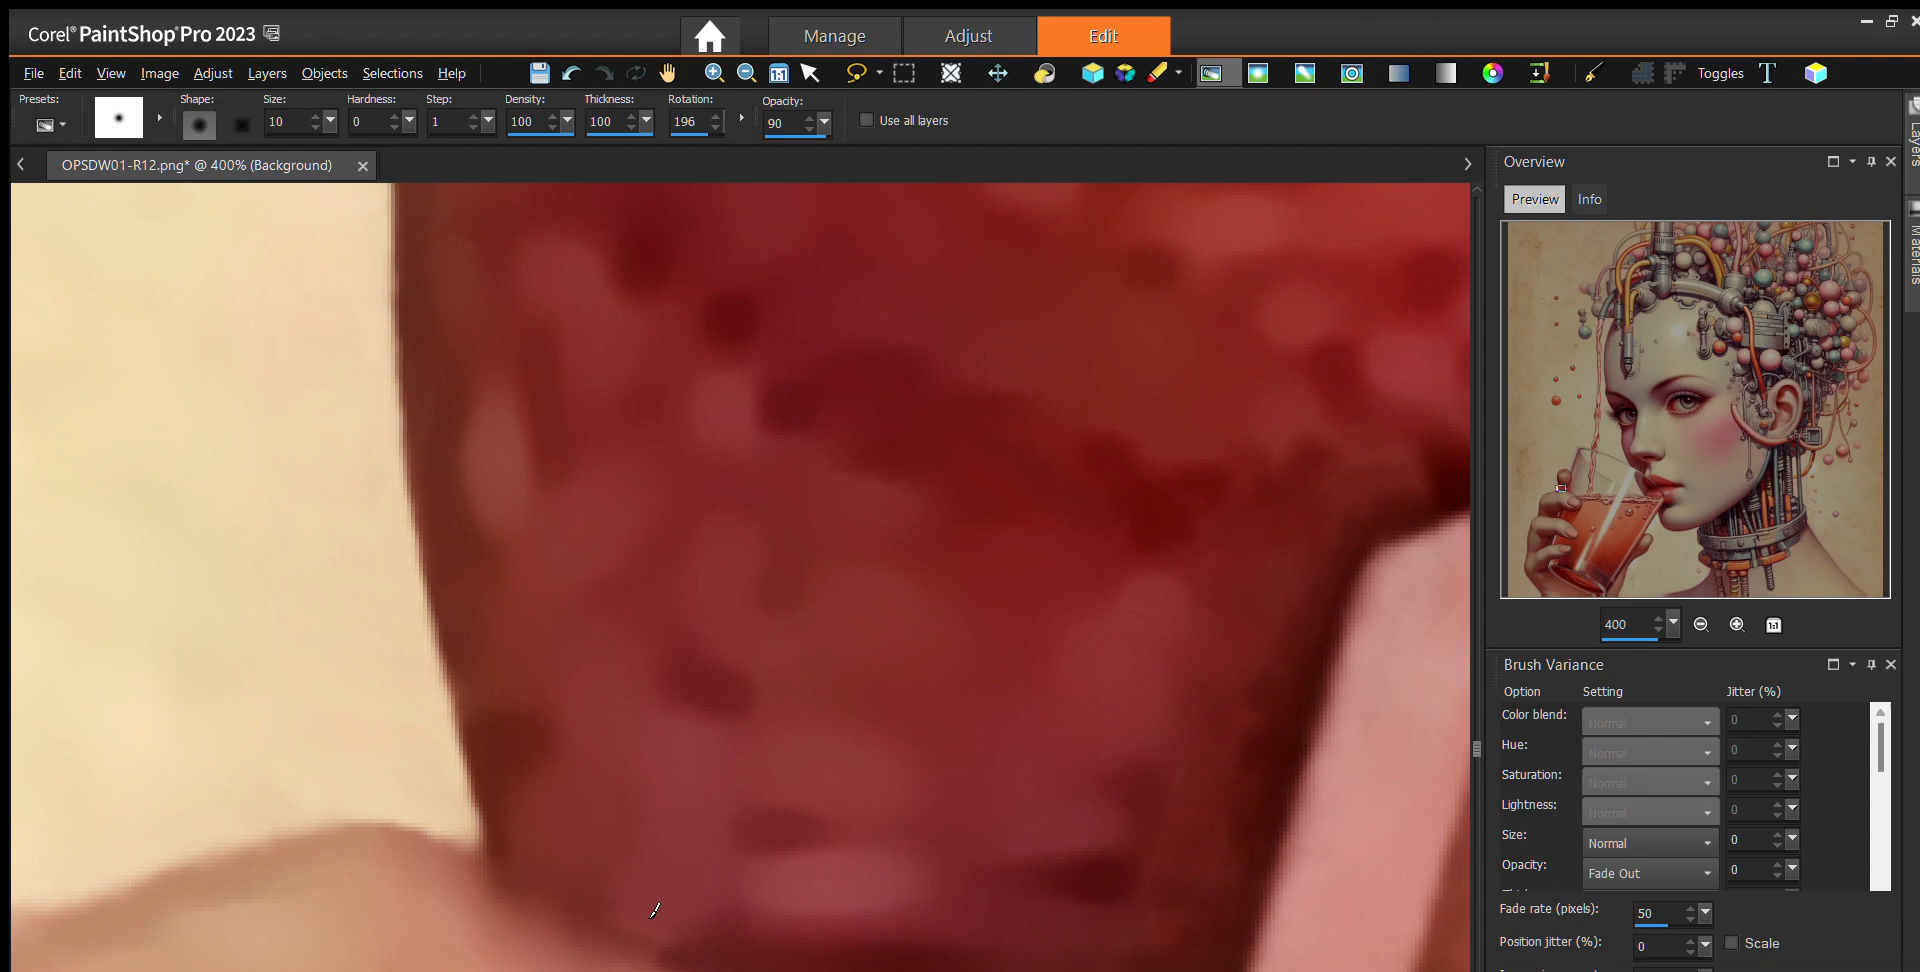 Corel® PaintShop® Pro 2023
Manage Adjust Edit
File Edit View Image Adjust Layers Objects Selections Help
1:1
Toggles T
Presets: Shape: Size: Hardness: Step: Density: Thickness: Rotation: Opacity:
10 0 1 100 100 196 90
Use all layers
OPSDW01-R12.png* @ 400% (Background)
Overview
Layers
Preview Info
Materials
400
1:1
Brush Variance
Option Setting Jitter (%)
Color blend: Normal 0
Hue: Normal 0
Saturation: Normal 0
Lightness: Normal 0
Size: Normal 0
Opacity: Fade Out 0
Fade rate (pixels): 50
Position jitter (%): 0 Scale